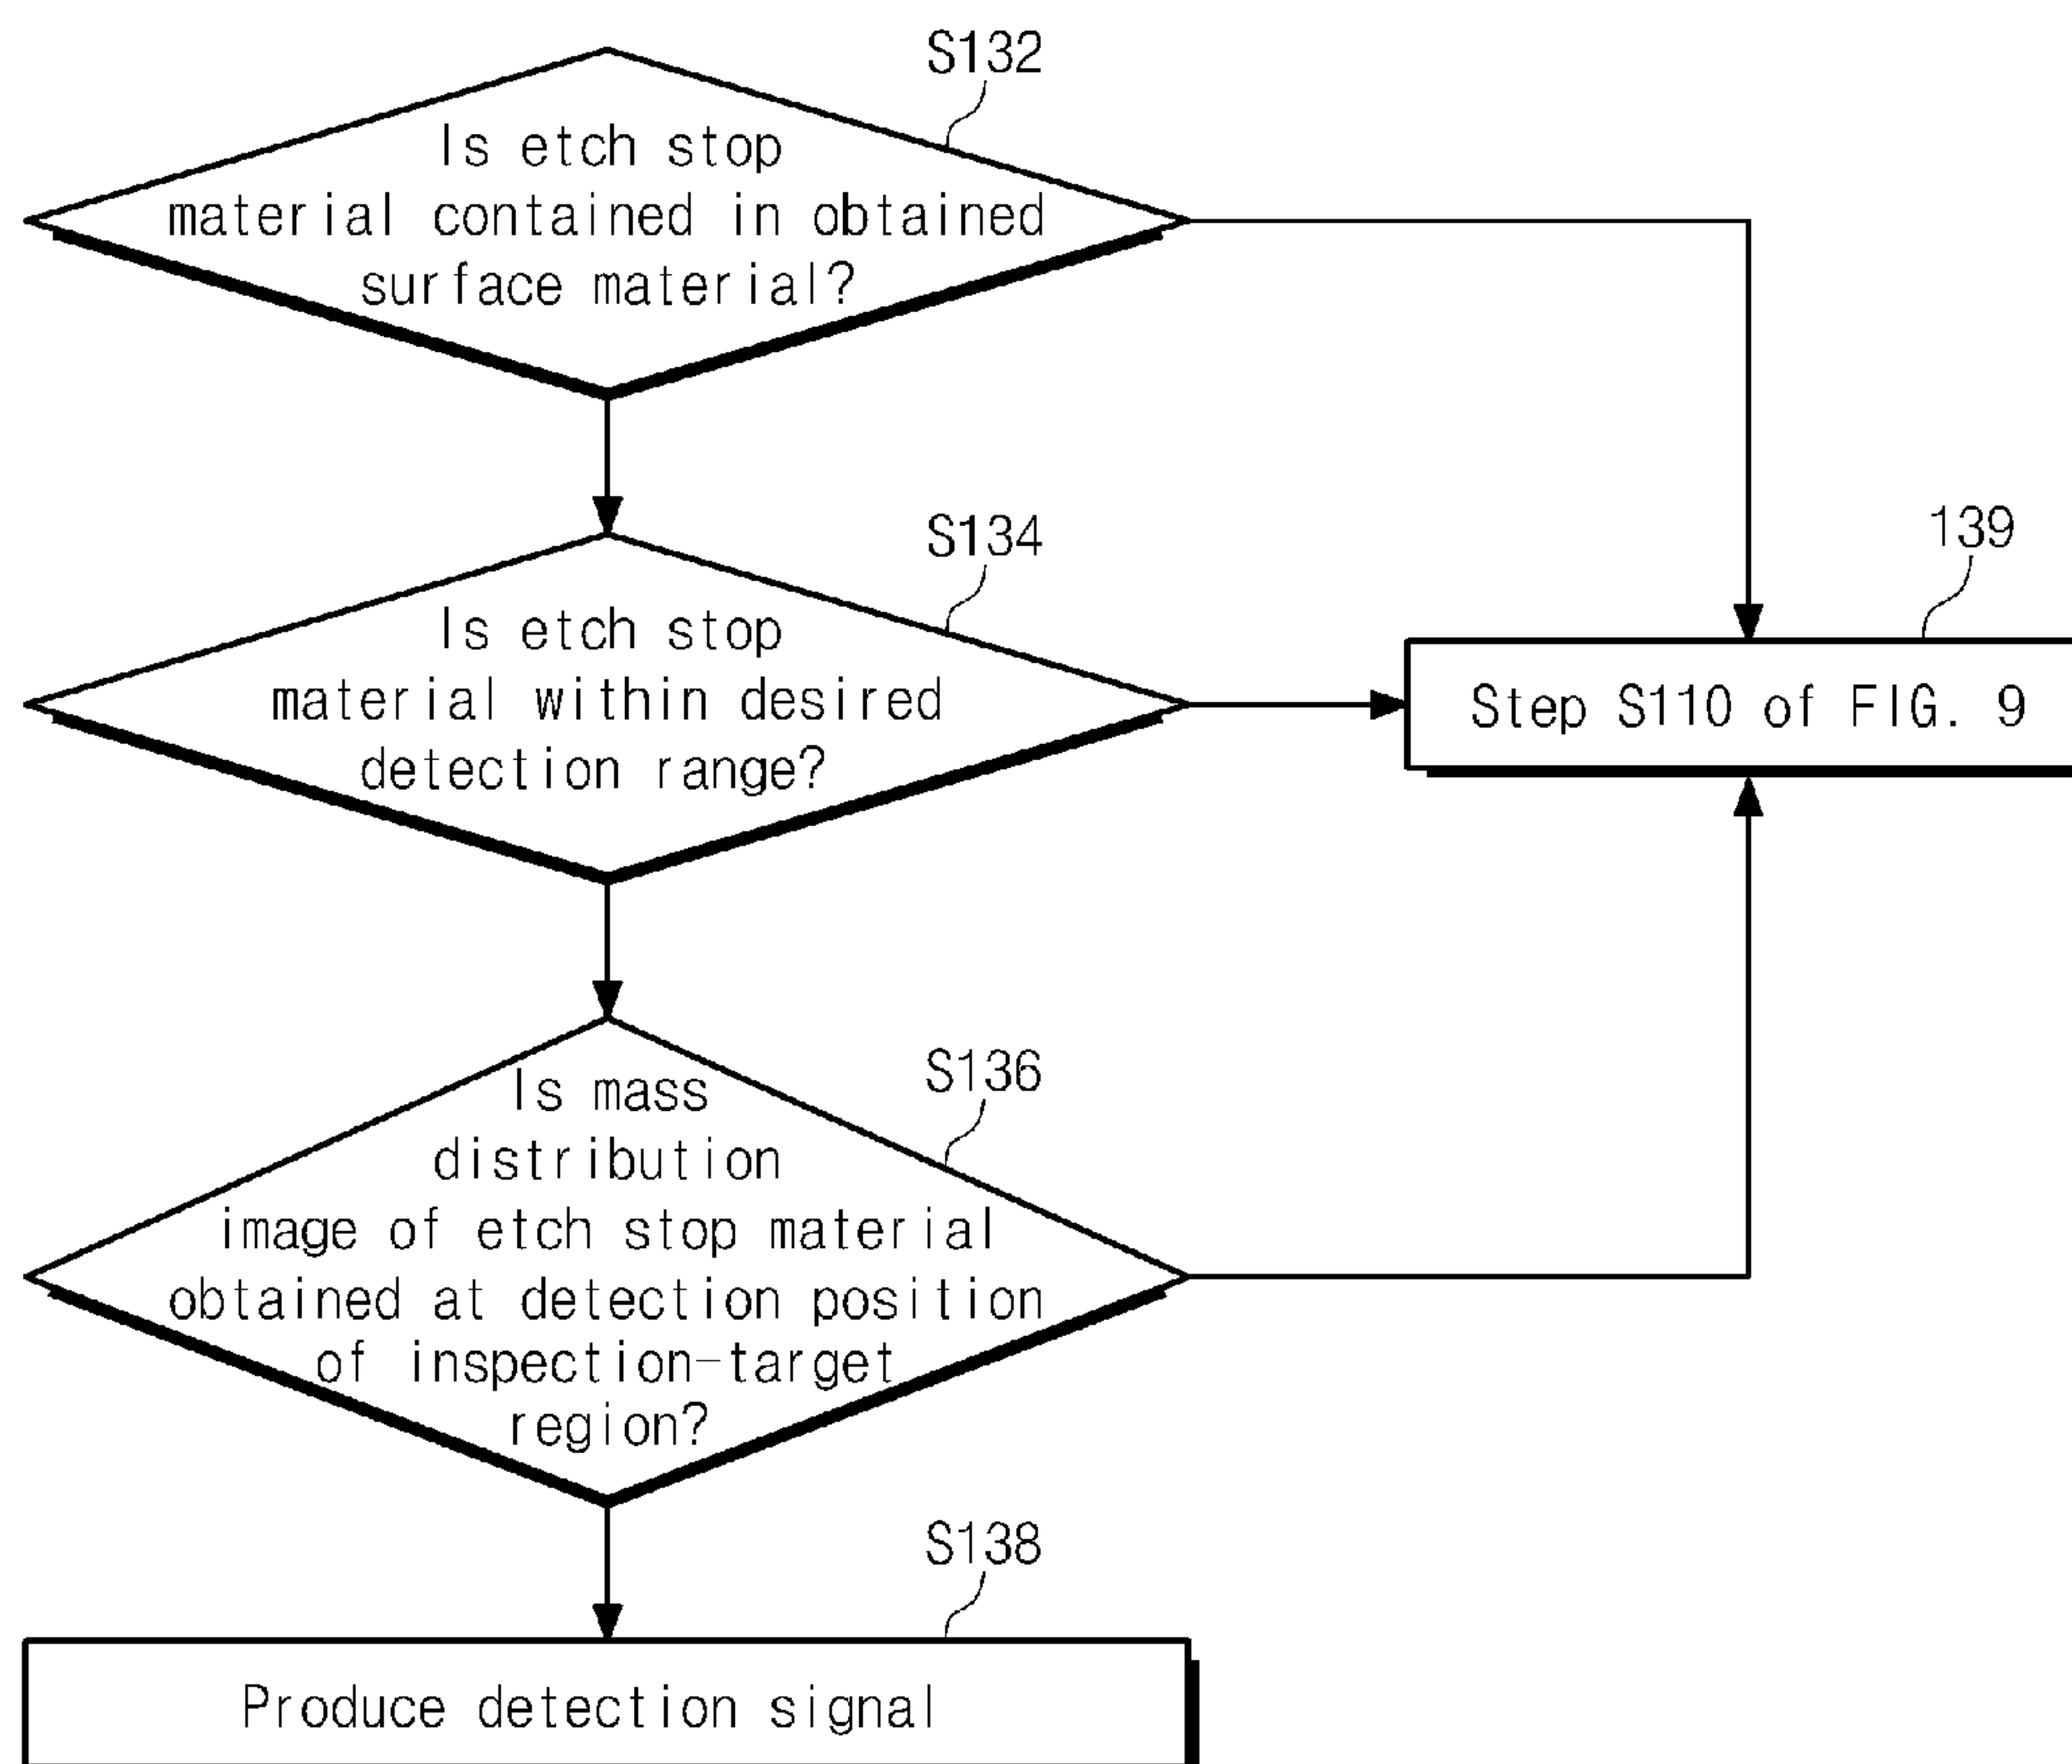 S132
Is etch stop
material contained in obtained
surface material?
S134
Is etch stop
material within desired
detection range?
139
Step S110 of FIG. 9
S136
Is mass
distribution
image of etch stop material
obtained at detection position
of inspection-target
region?
S138
Produce detection signal